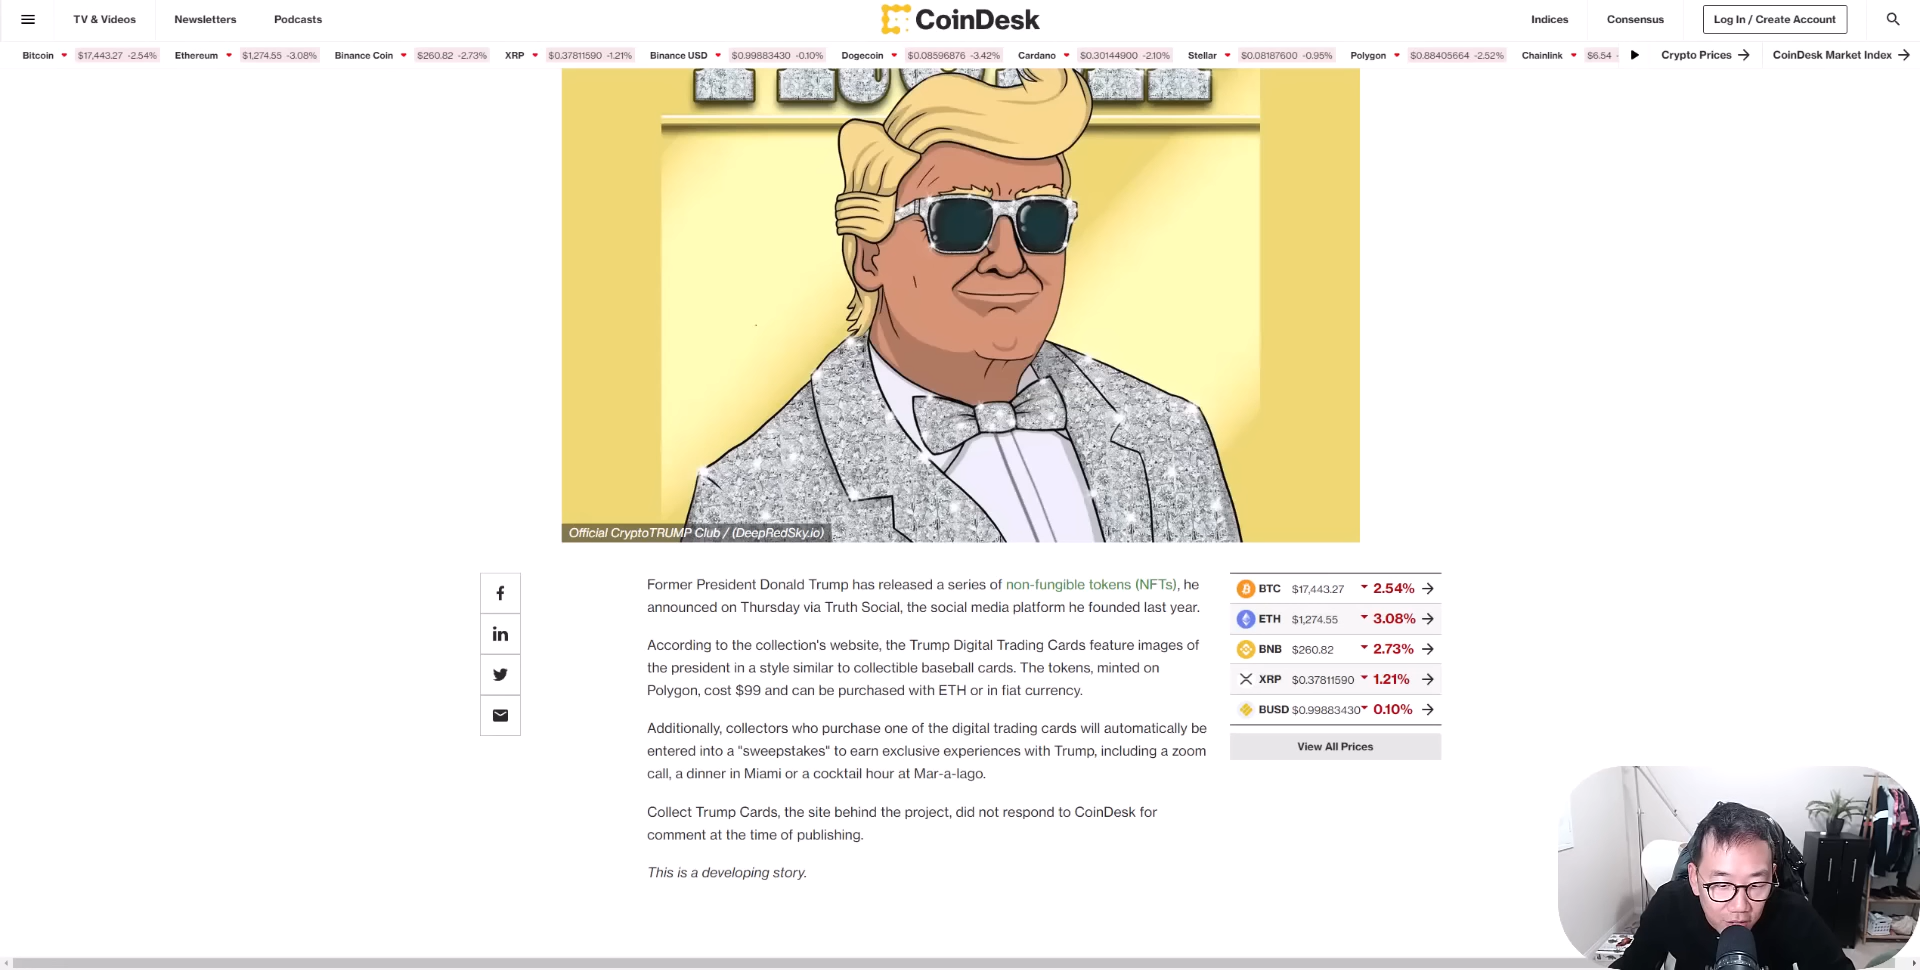 TV & Videos Newsletters Podcasts CoinDesk Indices Consensus Log In / Create Account
Bitcoin $17,443.27 -2.54% Ethereum $1,274.55 -3.08% Binance Coin $260.82 -2.73% XRP $0.37811590 -1.21% Binance USD $0.99883430 -0.10% Dogecoin $0.08596876 -3.42% Cardano $0.30144900 -2.10% Stellar $0.08187600 -0.95% Polygon $0.88405664 -2.52% Chainlink $6.54 - Crypto Prices CoinDesk Market Index
Official CryptoTRUMP Club / (DeepRedSky.io)
Former President Donald Trump has released a series of non-fungible tokens (NFTs), he
announced on Thursday via Truth Social, the social media platform he founded last year.
According to the collection's website, the Trump Digital Trading Cards feature images of
the president in a style similar to collectible baseball cards. The tokens, minted on
Polygon, cost $99 and can be purchased with ETH or in fiat currency.
Additionally, collectors who purchase one of the digital trading cards will automatically be
entered into a "sweepstakes" to earn exclusive experiences with Trump, including a zoom
call, a dinner in Miami or a cocktail hour at Mar-a-lago.
Collect Trump Cards, the site behind the project, did not respond to CoinDesk for
comment at the time of publishing.
This is a developing story.
BTC $17,443.27 2.54%
ETH $1,274.55 3.08%
BNB $260.82 2.73%
XRP $0.37811590 1.21%
BUSD $0.99883430 0.10%
View All Prices